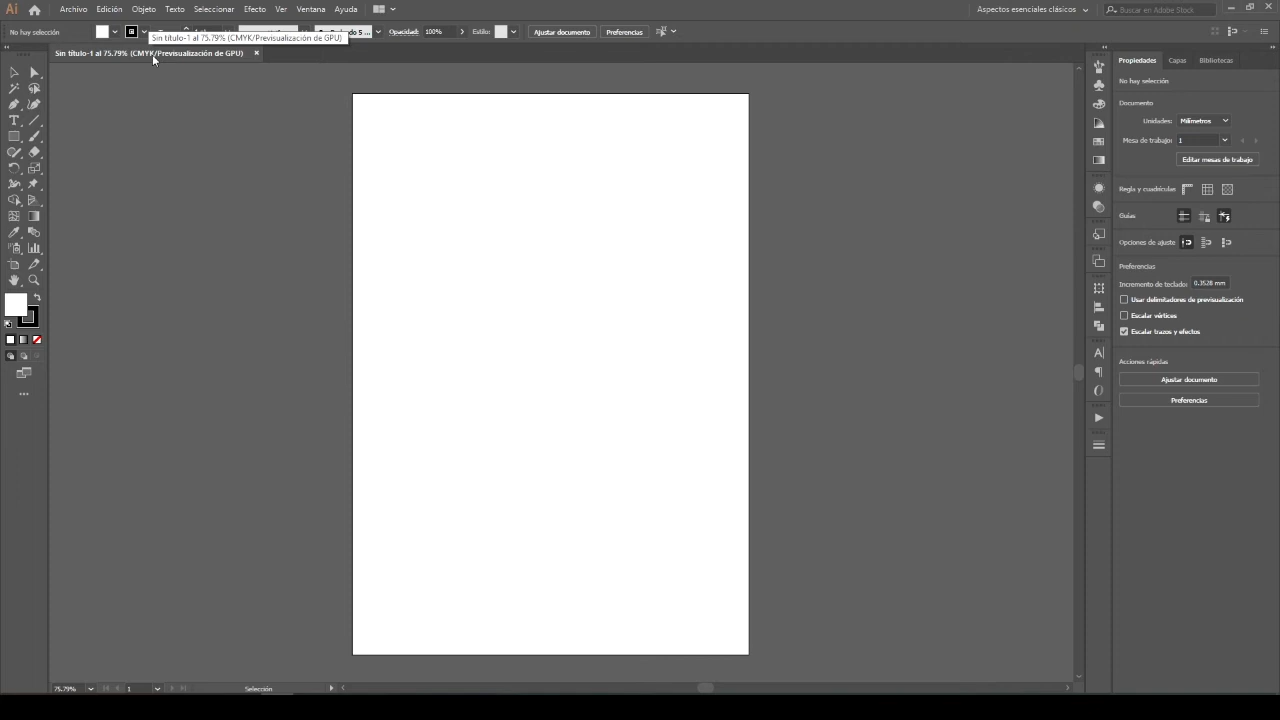 Ai Archivo Edición Objeto Texto Seleccionar Efecto Ver Ventana Ayuda Aspectos esenciales clásicos Buscar en Adobe Stock
No hay selección Opacidad: 100% Estilo: Ajustar documento Preferencias
Sin título-1 al 75.79% (CMYK/Previsualización de GPU)
Sin título-1 al 75.79% (CMYK/Previsualización de GPU) ×
Propiedades Capas Bibliotecas
No hay selección
Documento
Unidades: Milímetros
Mesa de trabajo: 1
Editar mesas de trabajo
Regla y cuadrículas
Guías
Opciones de ajuste
Preferencias
Incremento de teclado: 0.3528 mm
Usar delimitadores de previsualización
Escalar vértices
Escalar trazos y efectos
Acciones rápidas
Ajustar documento
Preferencias
75.79% 1 Selección